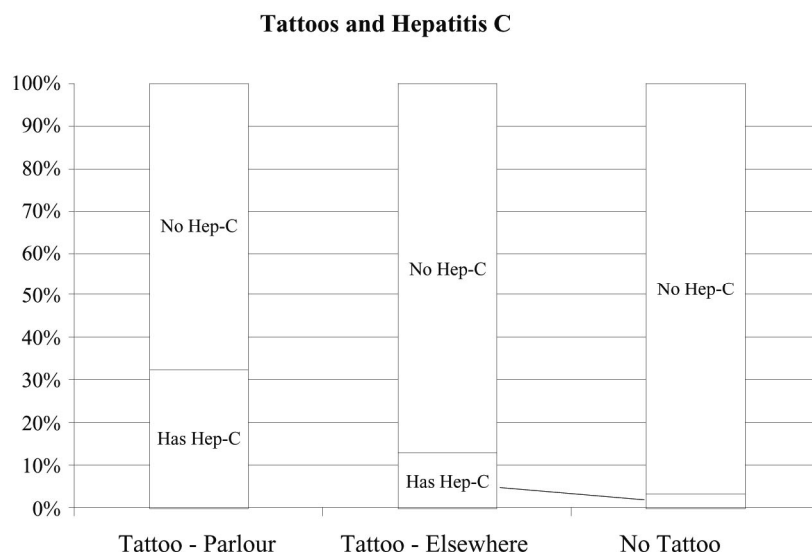 Tattoos and Hepatitis C
100%
90%
80%
70%
60%
50%
40%
30%
20%
10%
0%
No Hep-C
Has Hep-C
No Hep-C
Has Hep-C
No Hep-C
Tattoo - Parlour
Tattoo - Elsewhere
No Tattoo